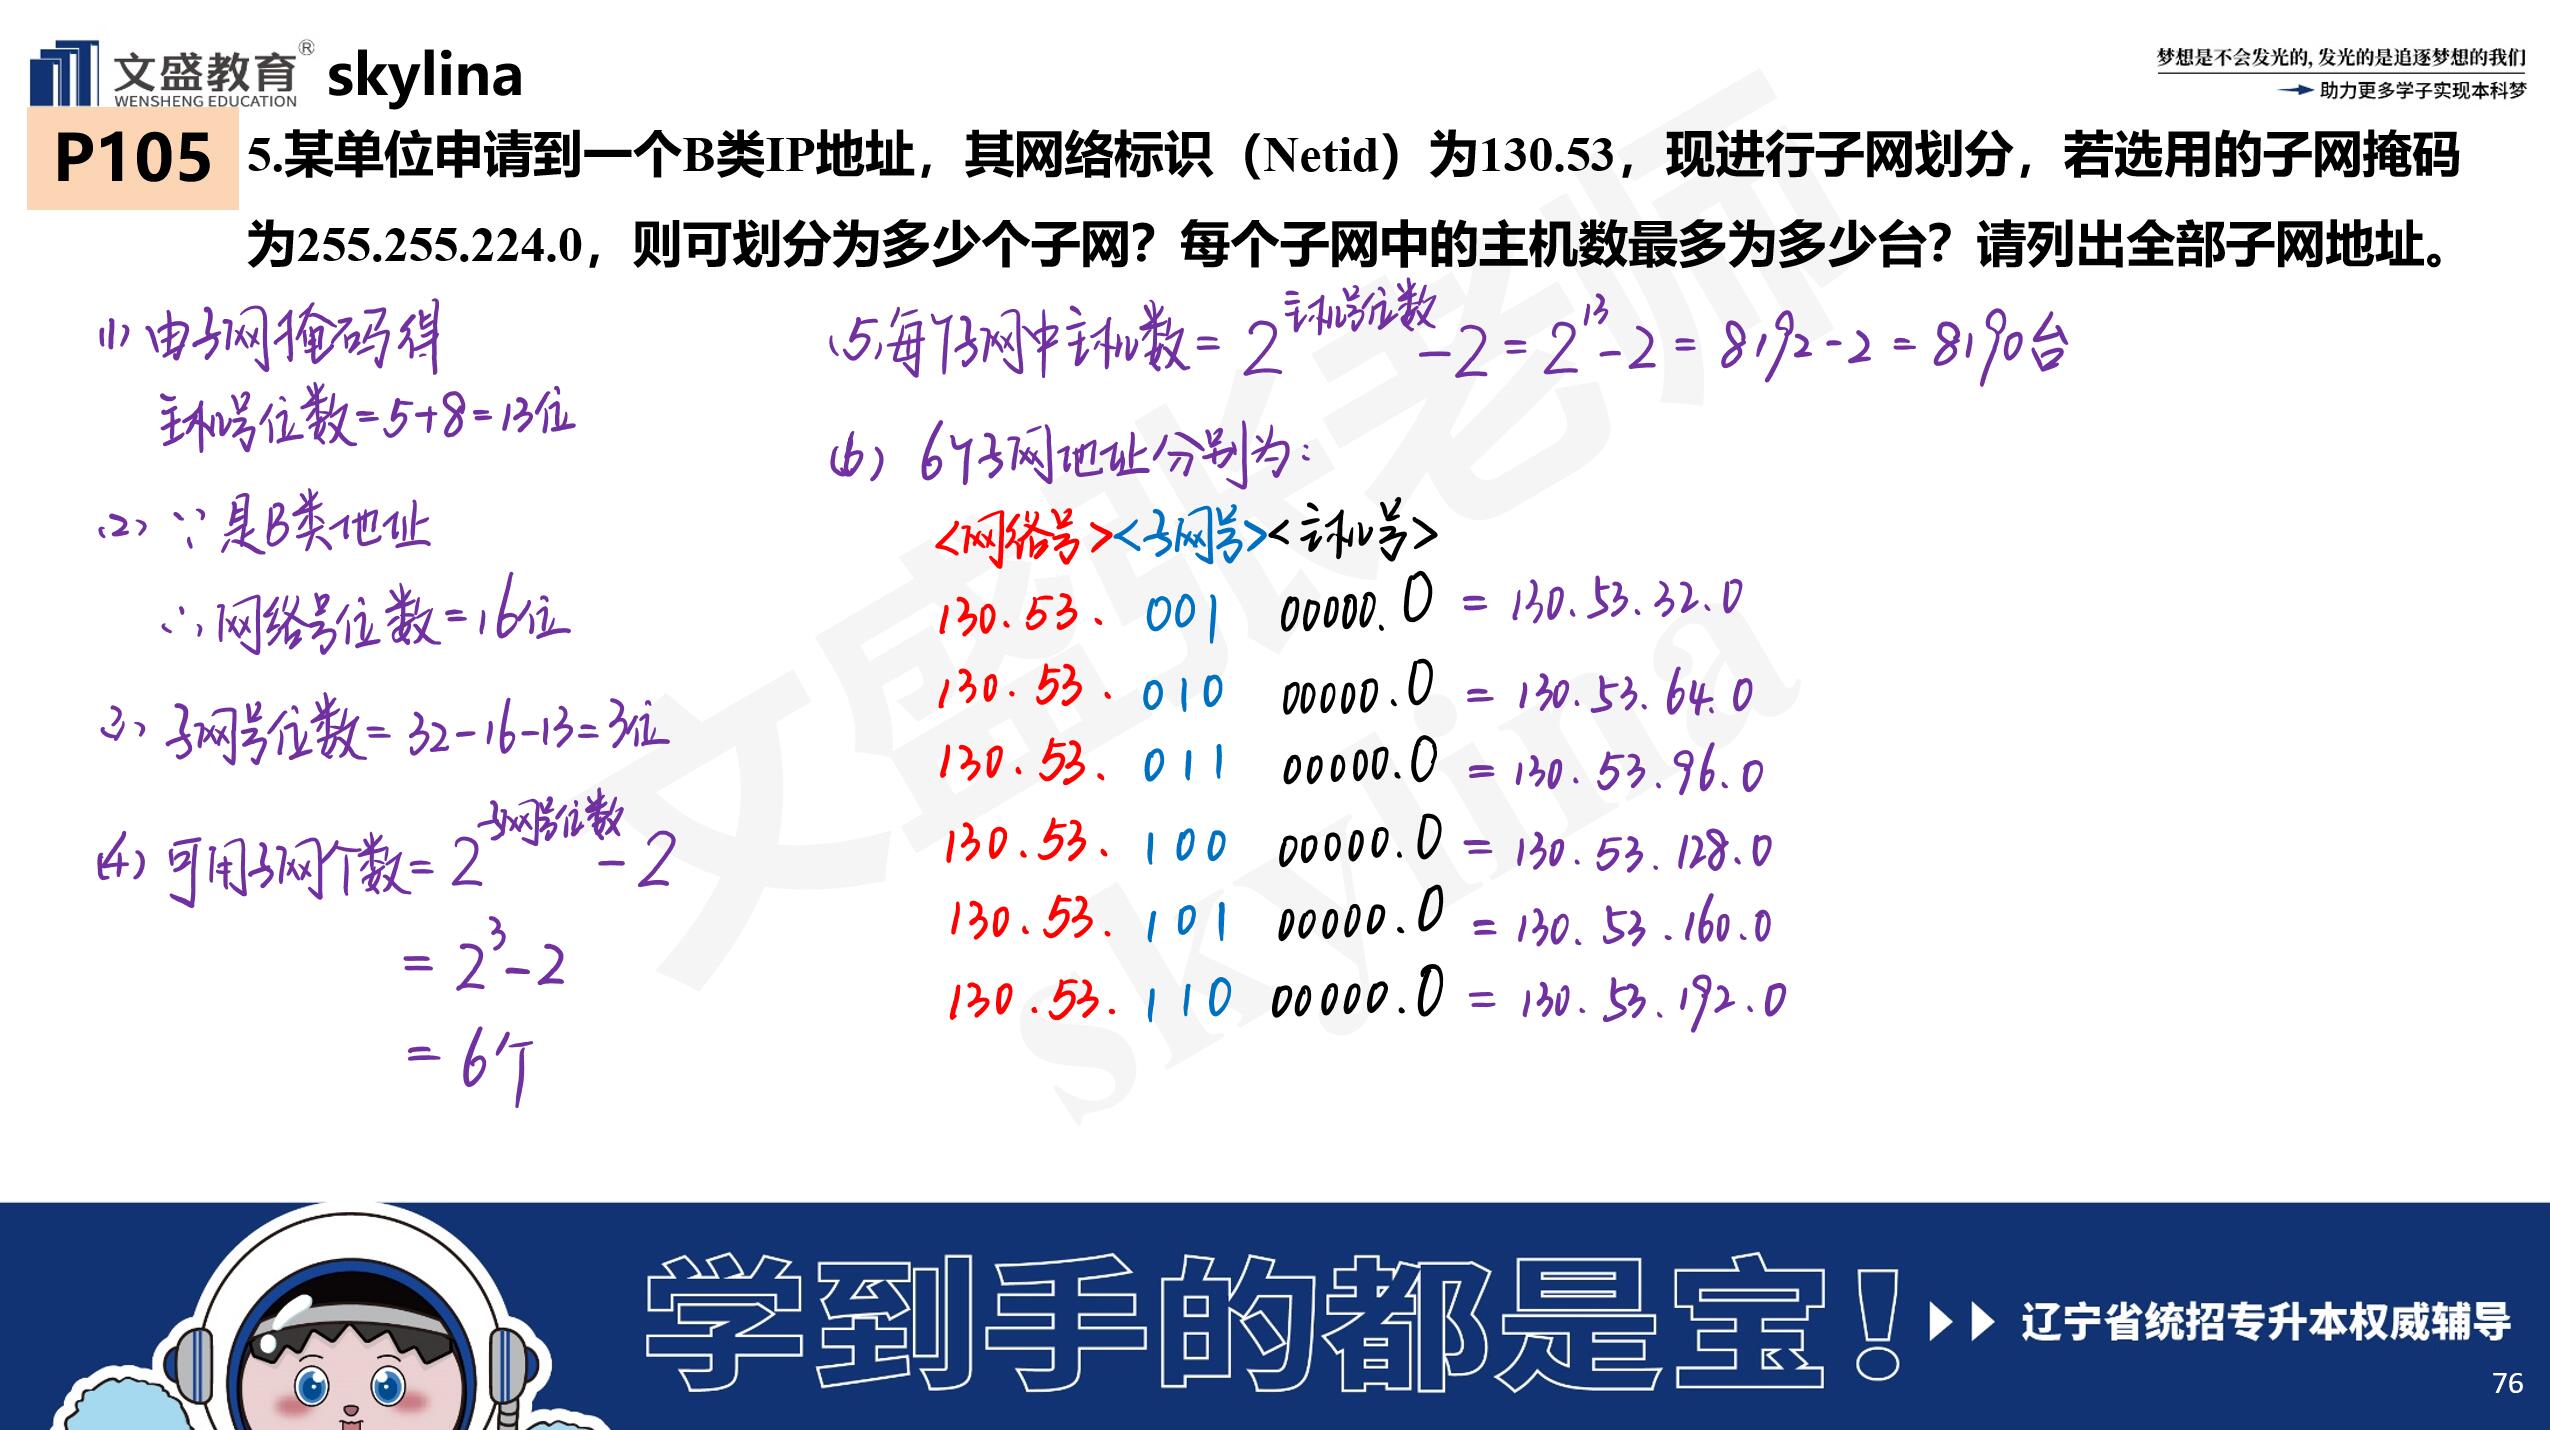 文盛教育® skylina
WENSHENG EDUCATION
梦想是不会发光的, 发光的是追逐梦想的我们
助力更多学子实现本科梦
P105
5.某单位申请到一个B类IP地址，其网络标识（Netid）为130.53，现进行子网划分，若选用的子网掩码
为255.255.224.0，则可划分为多少个子网？每个子网中的主机数最多为多少台？请列出全部子网地址。
(1) 由子网掩码得
主机号位数=5+8=13位
(2) ∵是B类地址
∴网络号位数=16位
(3) 子网号位数=32-16-13=3位
(4) 可用子网个数=2^子网号位数-2
=2^3-2
=6个
(5) 每个子网中主机数=2^主机号位数-2=2^13-2=8192-2=8190台
(6) 6个子网地址分别为:
<网络号><子网号><主机号>
130.53. 001 00000.0 = 130.53.32.0
130.53. 010 00000.0 = 130.53.64.0
130.53. 011 00000.0 = 130.53.96.0
130.53. 100 00000.0 = 130.53.128.0
130.53. 101 00000.0 = 130.53.160.0
130.53. 110 00000.0 = 130.53.192.0
文盛张老师
skylina
学到手的都是宝！
辽宁省统招专升本权威辅导
76